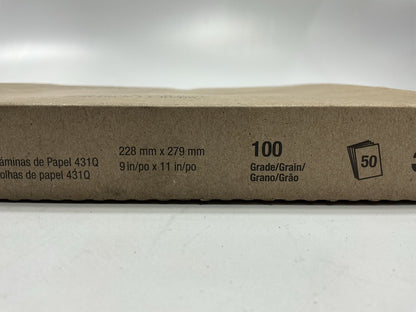 áminas de Papel 431Q
olhas de papel 431Q
228 mm x 279 mm
9 in/po x 11 in/po
100
Grade/Grain/
Grano/Grão
50